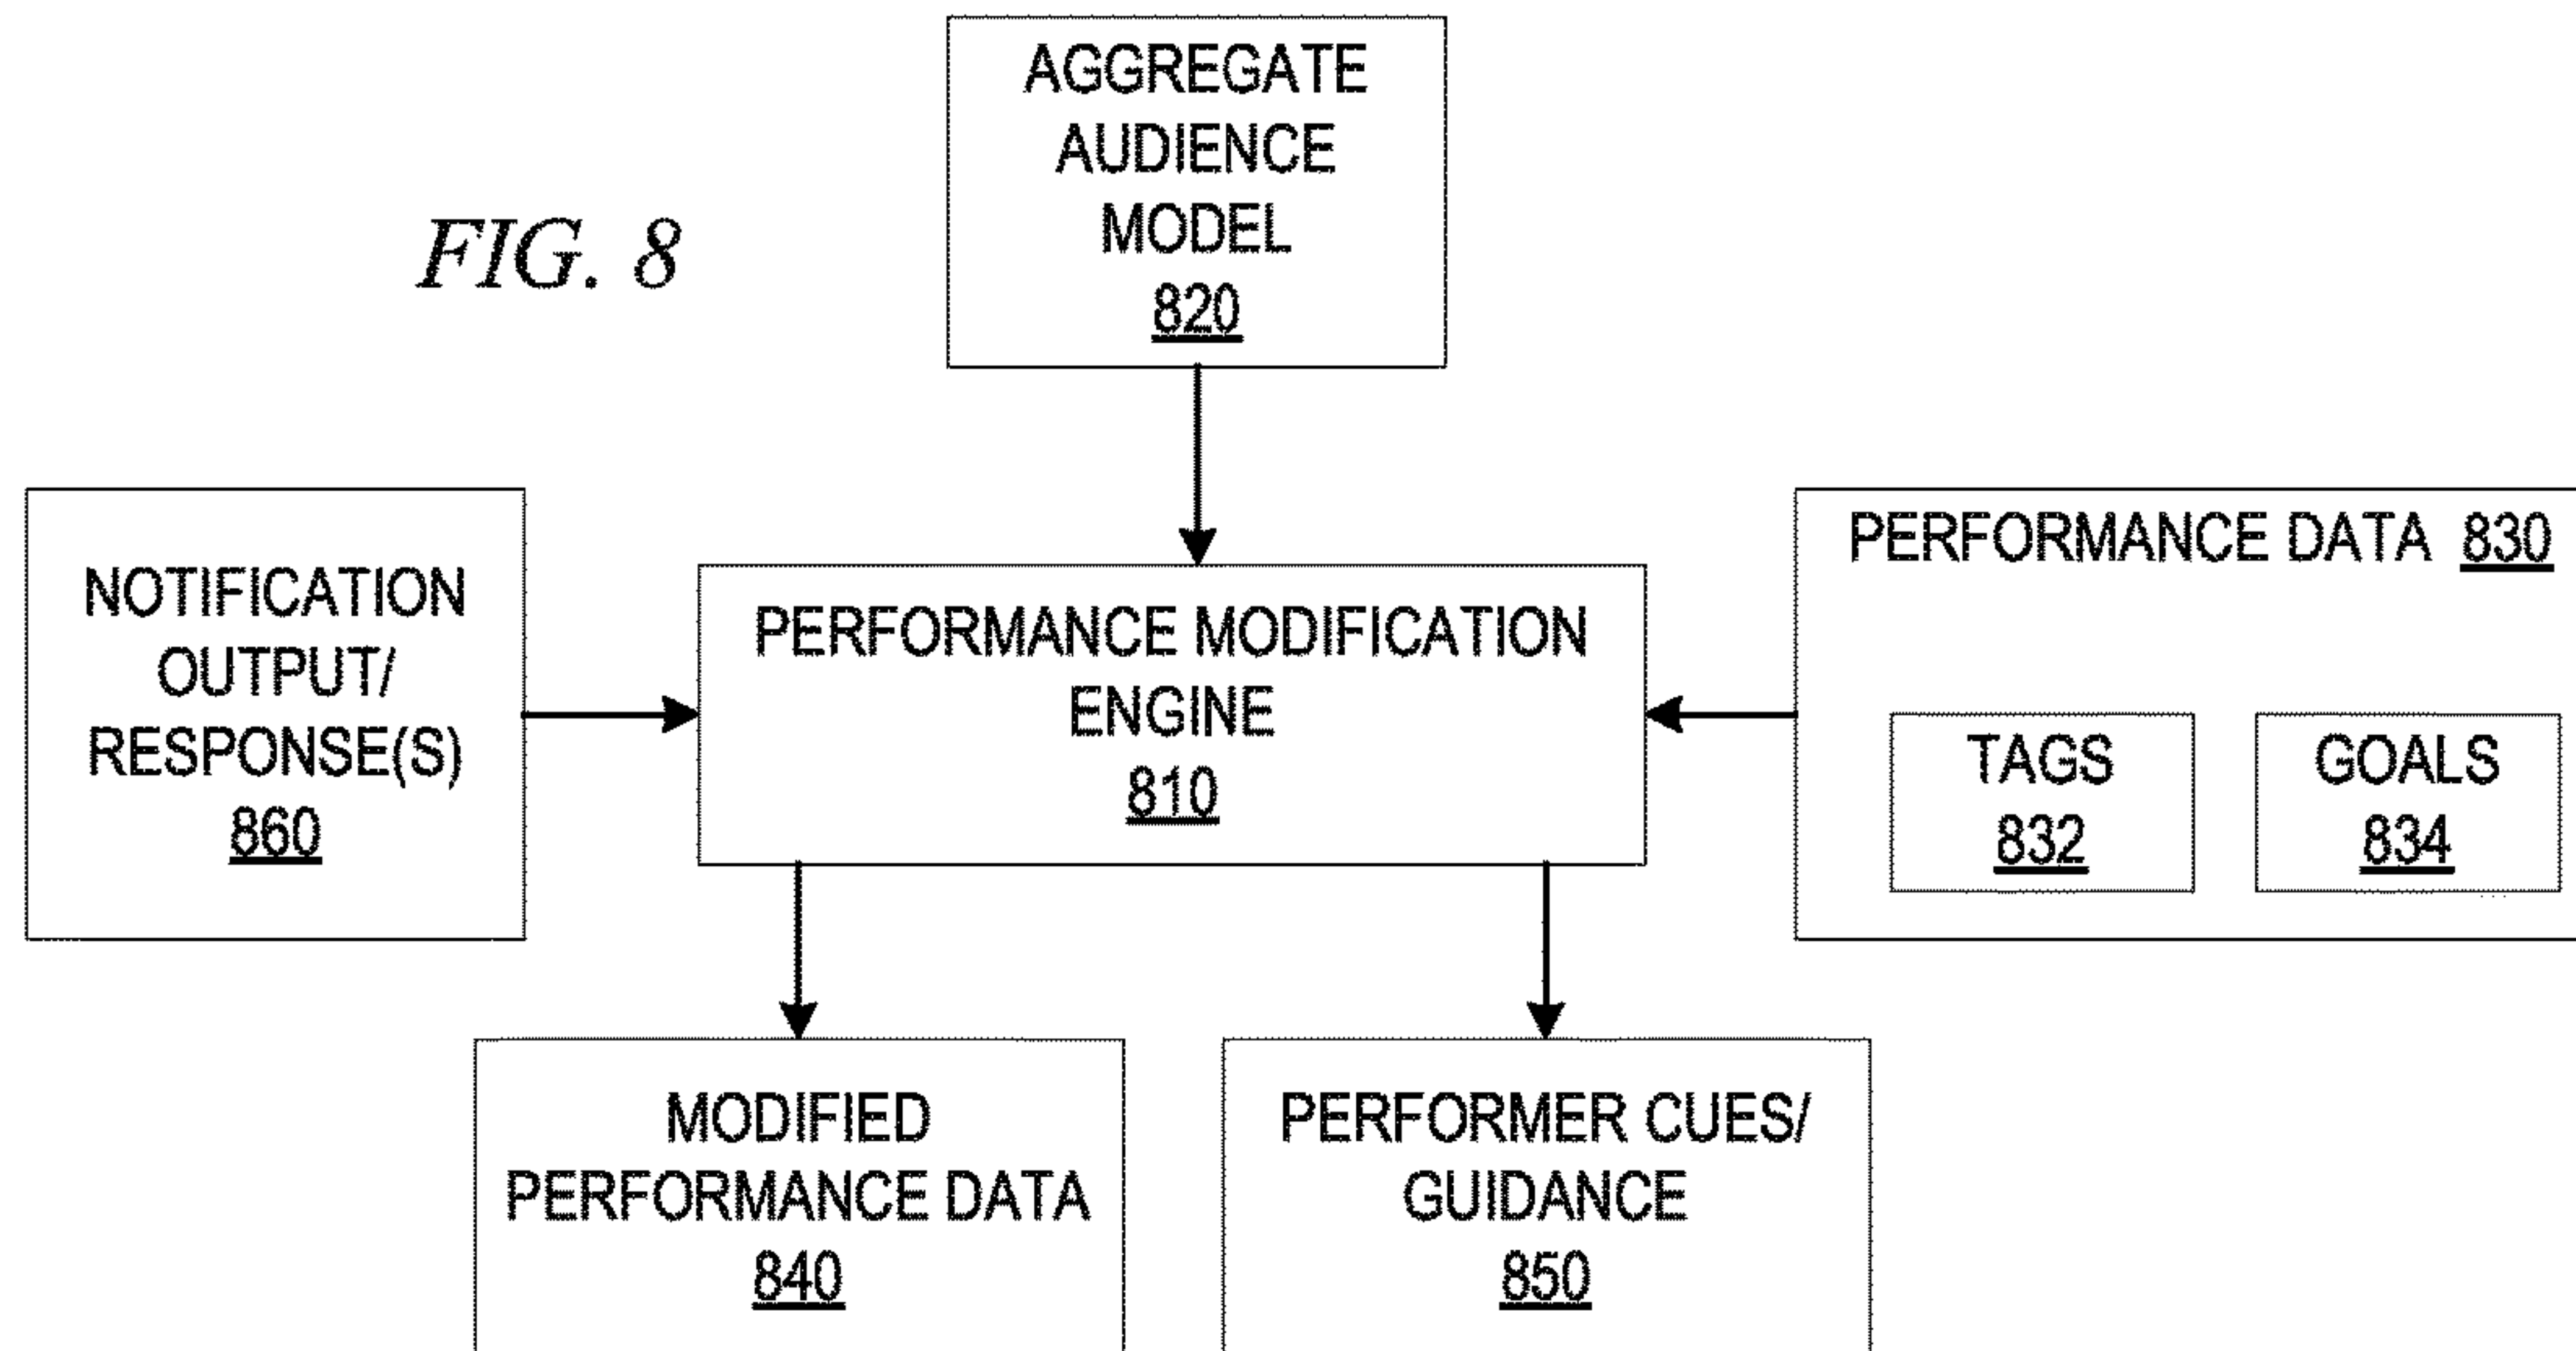 AGGREGATE
AUDIENCE
MODEL
820
FIG. 8
NOTIFICATION
OUTPUT/
RESPONSE(S)
860
PERFORMANCE MODIFICATION
ENGINE
810
PERFORMANCE DATA 830
TAGS
832
GOALS
834
MODIFIED
PERFORMANCE DATA
840
PERFORMER CUES/
GUIDANCE
850